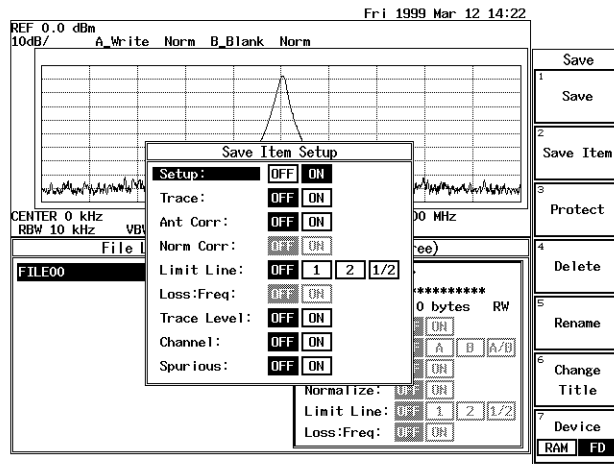 Fri 1999 Mar 12 14:22
REF 0.0 dBm
10dB/ A_Write Norm B_Blank Norm
CENTER 0 kHz
RBW 10 kHz
Save Item Setup
Setup: OFF ON
Trace: OFF ON
Ant Corr: OFF ON
Norm Corr: OFF ON
Limit Line: OFF 1 2 1/2
Loss:Freq: OFF ON
Trace Level: OFF ON
Channel: OFF ON
Spurious: OFF ON
MHz
File
FILE00
**********
0 bytes RW
ON
A B A/B
ON
Normalize: OFF ON
Limit Line: OFF 1 2 1/2
Loss:Freq: OFF ON
Save
1
Save
2
Save Item
3
Protect
4
Delete
5
Rename
6
Change
Title
7
Device
RAM FD